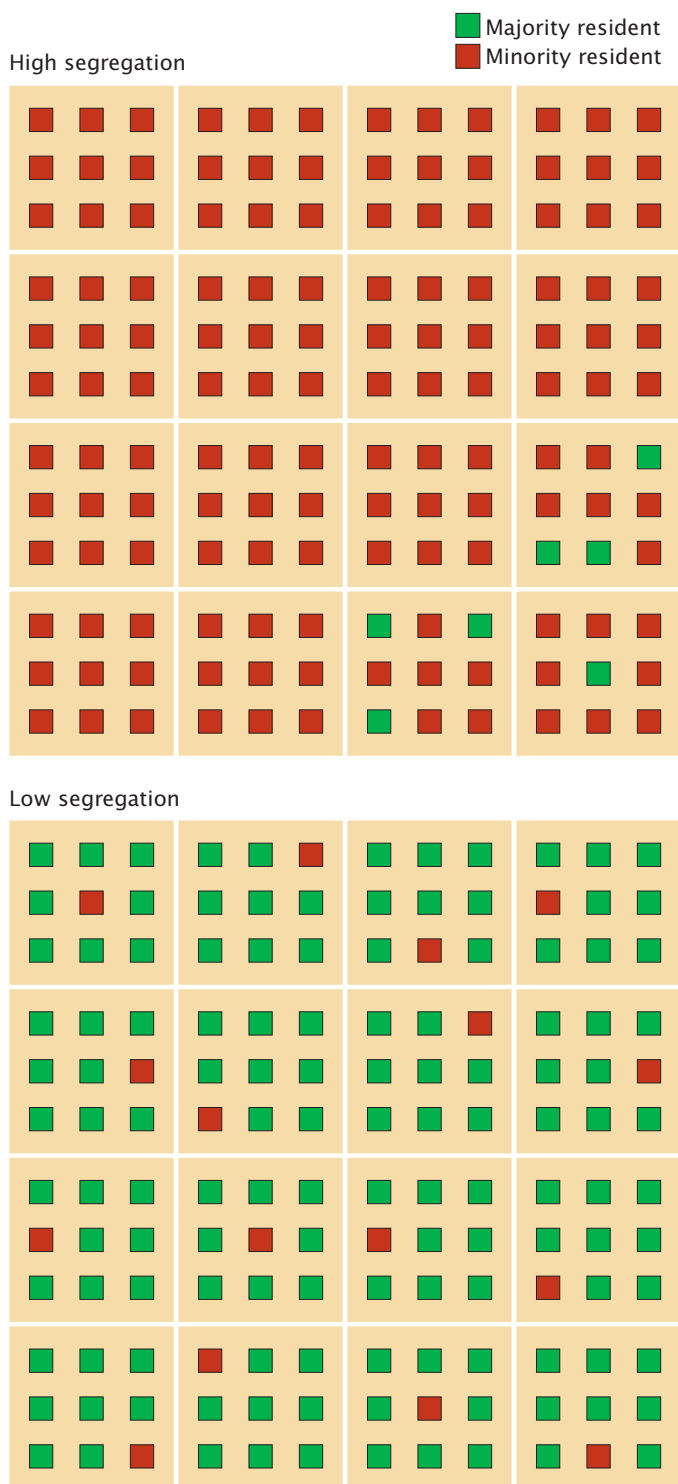 Majority resident
Minority resident
High segregation
Low segregation